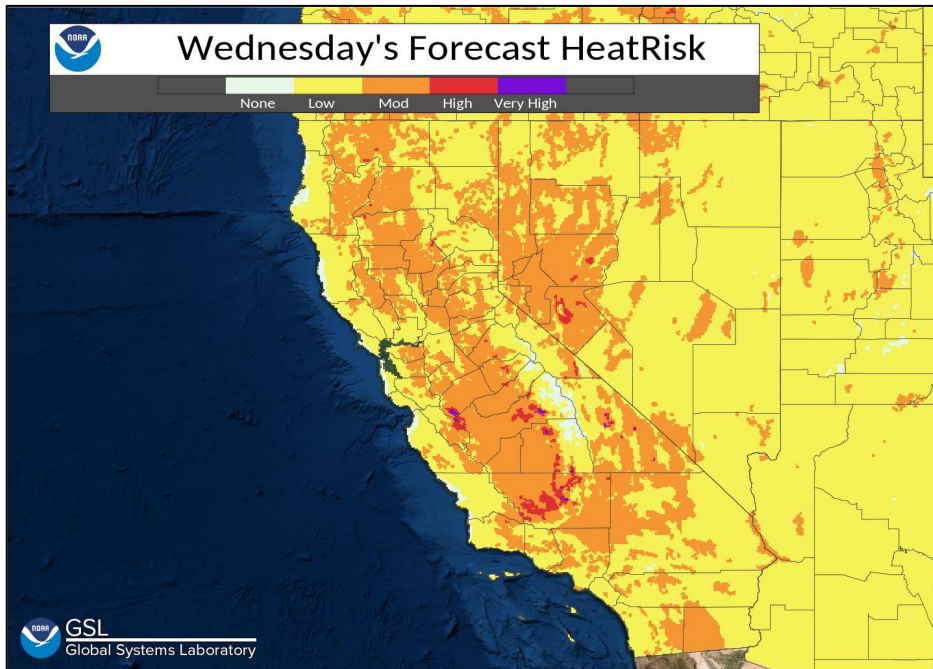 NOAA
Wednesday's Forecast HeatRisk
None Low Mod High Very High
NOAA
GSL
Global Systems Laboratory